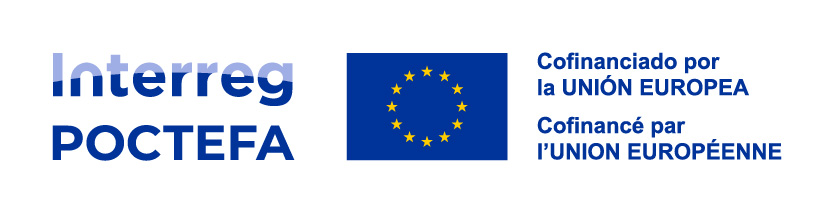 Interreg
POCTEFA
Cofinanciado por
la UNIÓN EUROPEA
Cofinancé par
l’UNION EUROPÉENNE